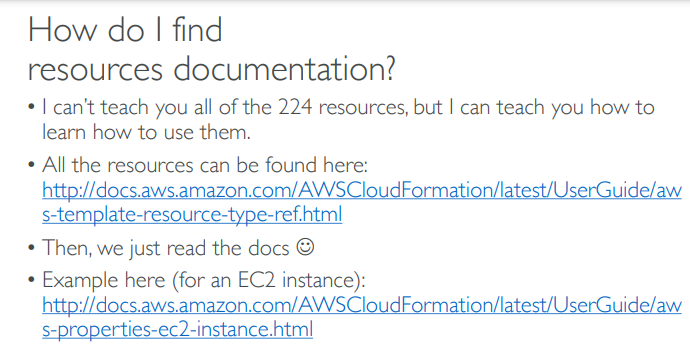 How do I find
resources documentation?
• I can't teach you all of the 224 resources, but I can teach you how to
learn how to use them.
• All the resources can be found here:
http://docs.aws.amazon.com/AWSCloudFormation/latest/UserGuide/aw
s-template-resource-type-ref.html
• Then, we just read the docs ☺
• Example here (for an EC2 instance):
http://docs.aws.amazon.com/AWSCloudFormation/latest/UserGuide/aw
s-properties-ec2-instance.html